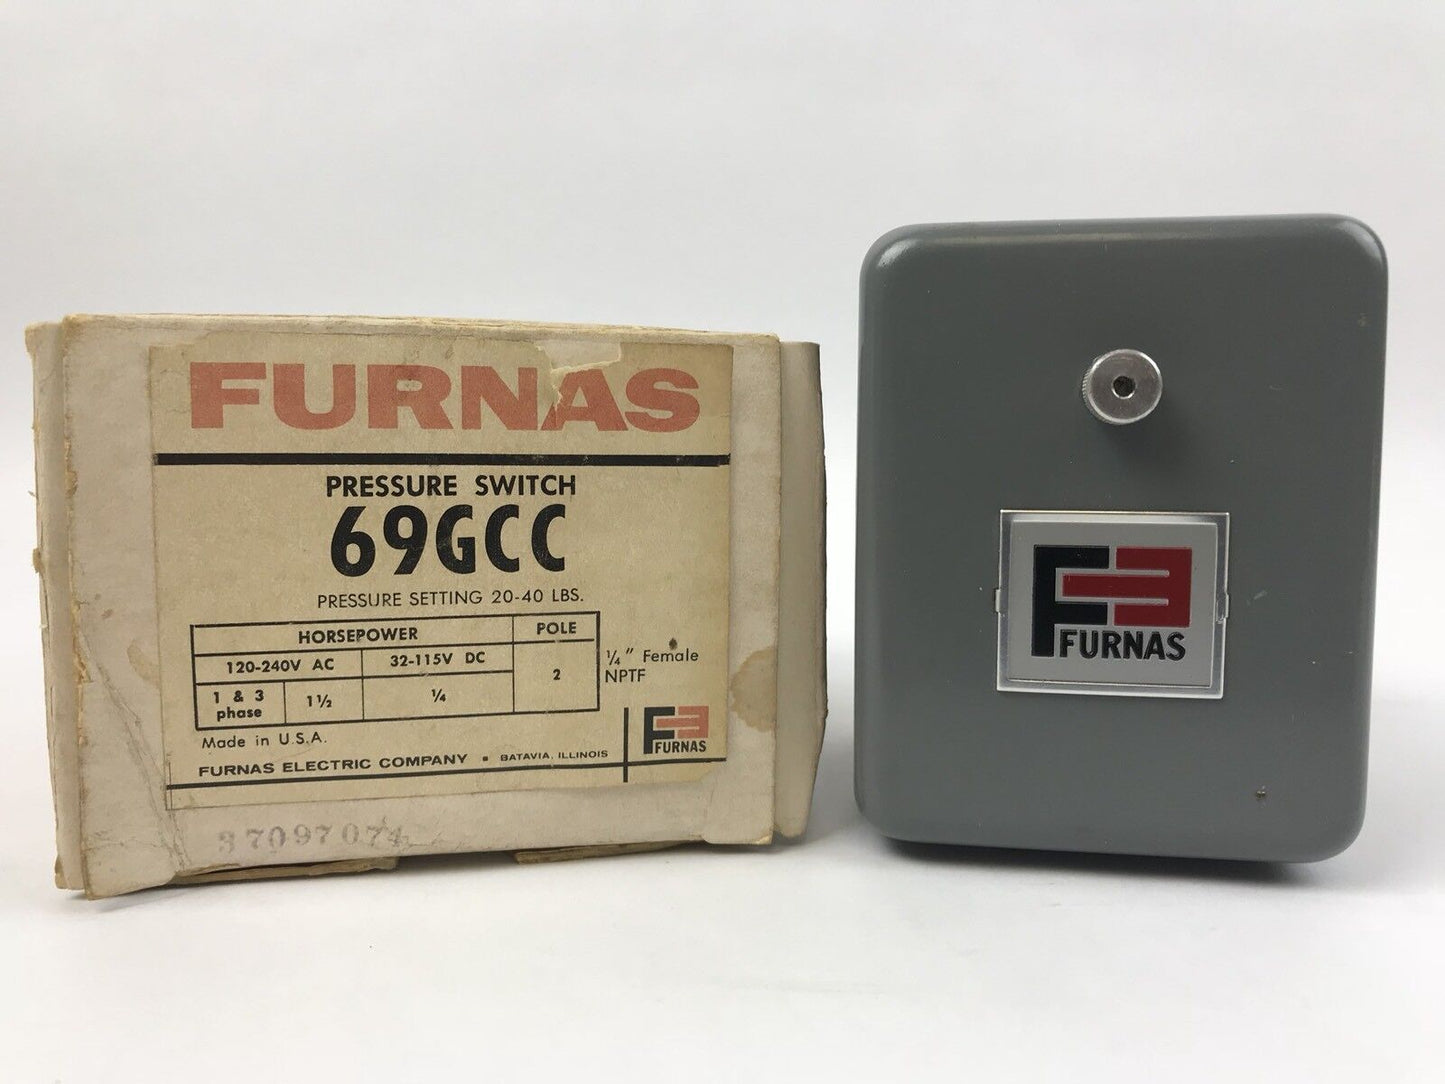 FURNAS
PRESSURE SWITCH
69GCC
PRESSURE SETTING 20-40 LBS.
HORSEPOWER POLE
120-240V AC 32-115V DC
1 & 3 phase 1½ ¼ 2
¼" Female
NPTF
Made in U.S.A.
FURNAS ELECTRIC COMPANY ▪ BATAVIA, ILLINOIS
FURNAS
37097074
FURNAS